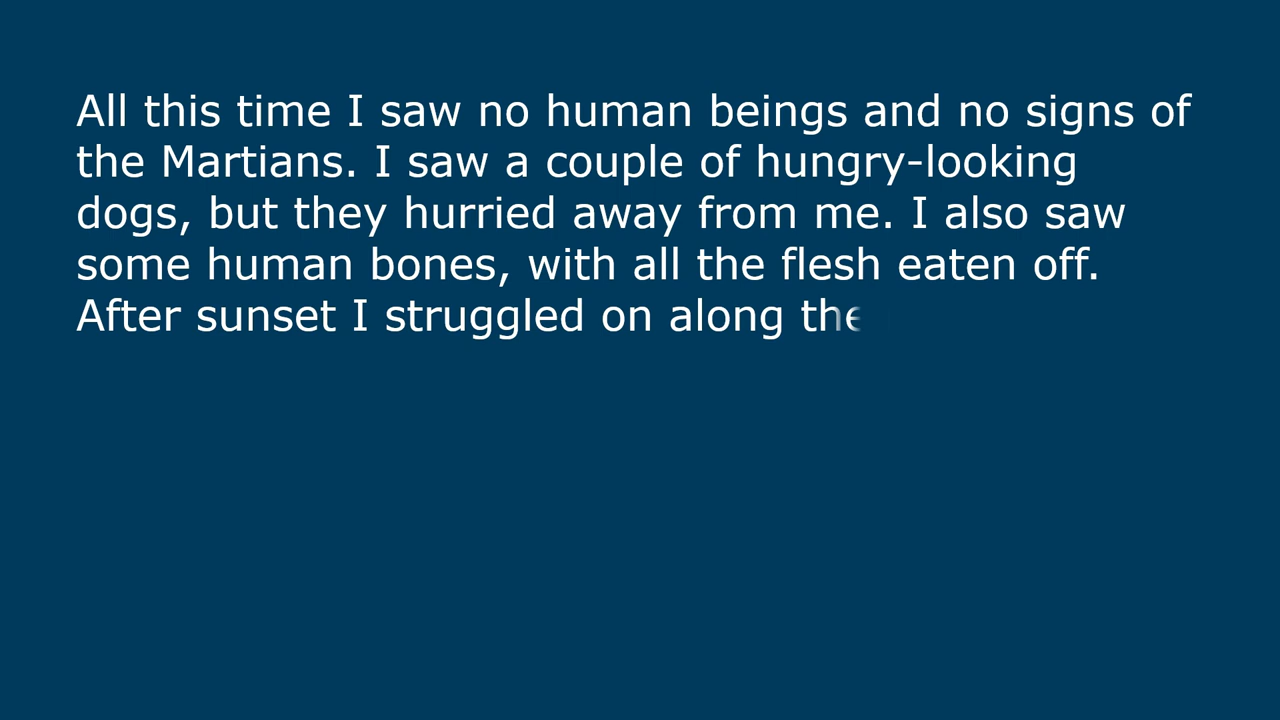 All this time I saw no human beings and no signs of
the Martians. I saw a couple of hungry-looking
dogs, but they hurried away from me. I also saw
some human bones, with all the flesh eaten off.
After sunset I struggled on along the